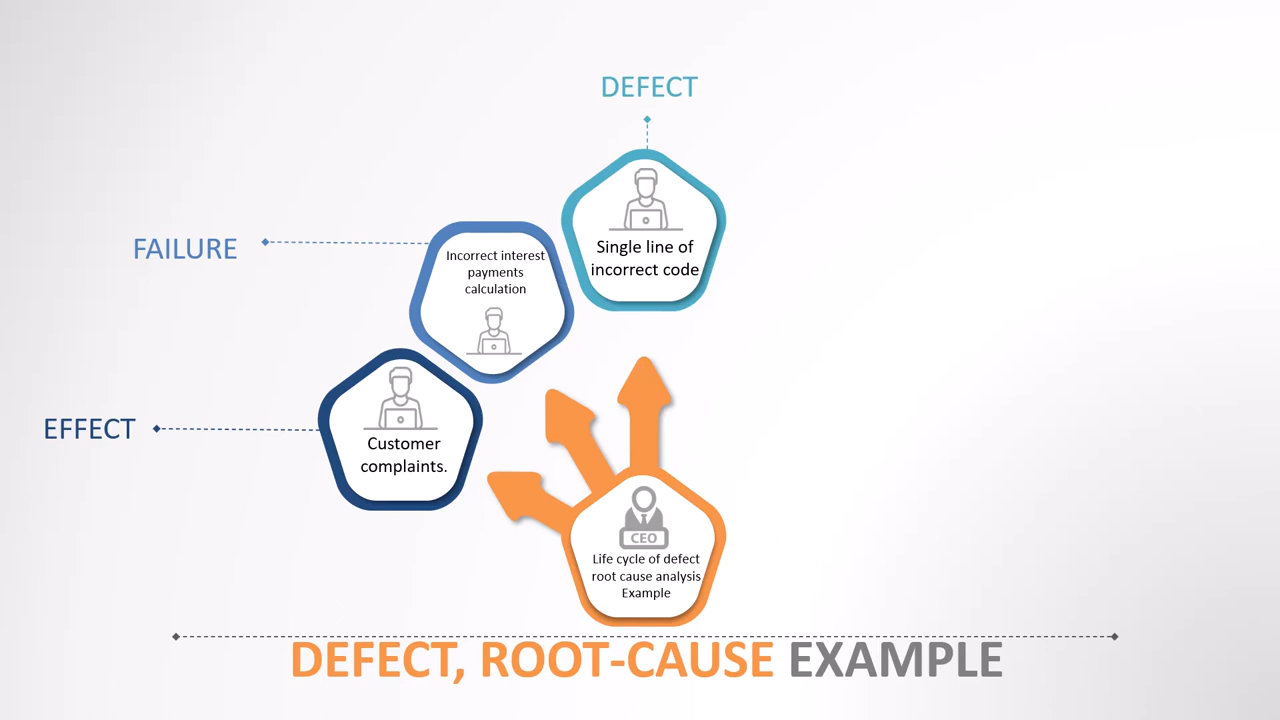 DEFECT
Single line of
incorrect code
FAILURE
Incorrect interest
payments
calculation
EFFECT
Customer
complaints.
CEO
Life cycle of defect
root cause analysis
Example
DEFECT, ROOT-CAUSE EXAMPLE